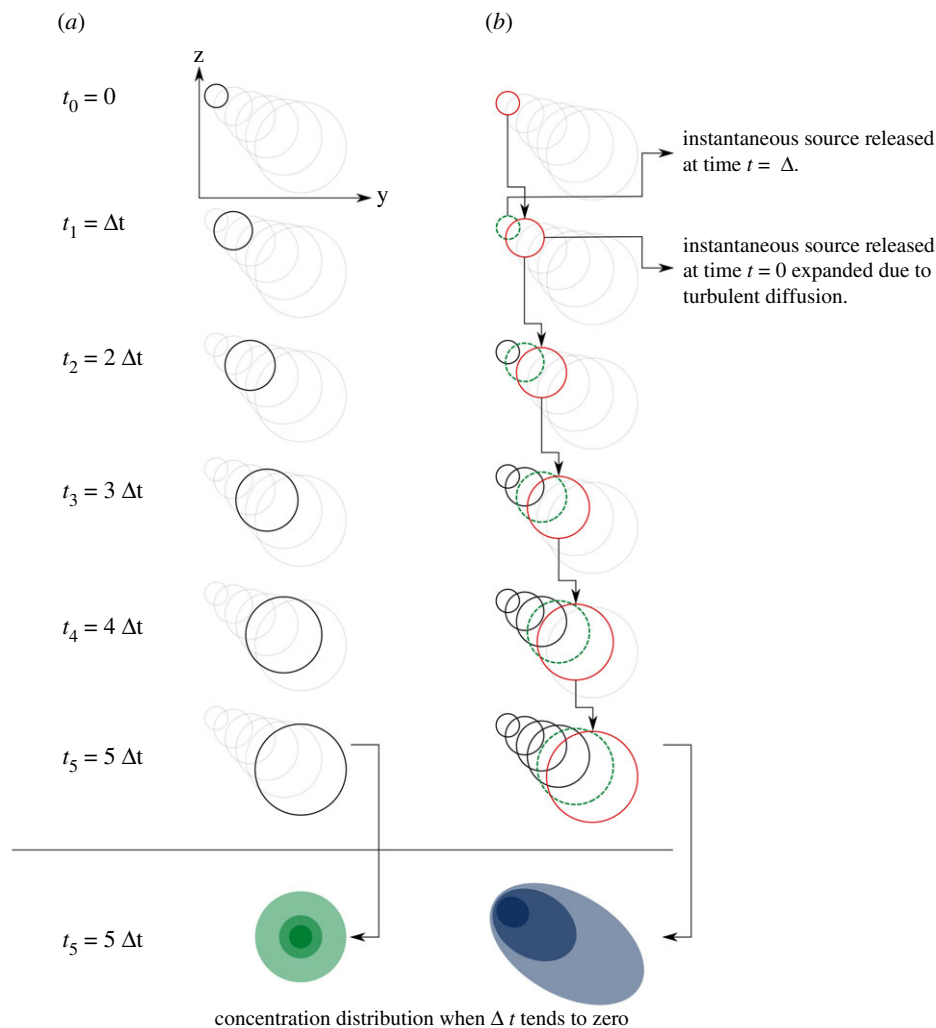 (a)
(b)
z
t0 = 0
y
instantaneous source released
at time t = Δ.
t1 = Δt
instantaneous source released
at time t = 0 expanded due to
turbulent diffusion.
t2 = 2 Δt
t3 = 3 Δt
t4 = 4 Δt
t5 = 5 Δt
t5 = 5 Δt
concentration distribution when Δ t tends to zero